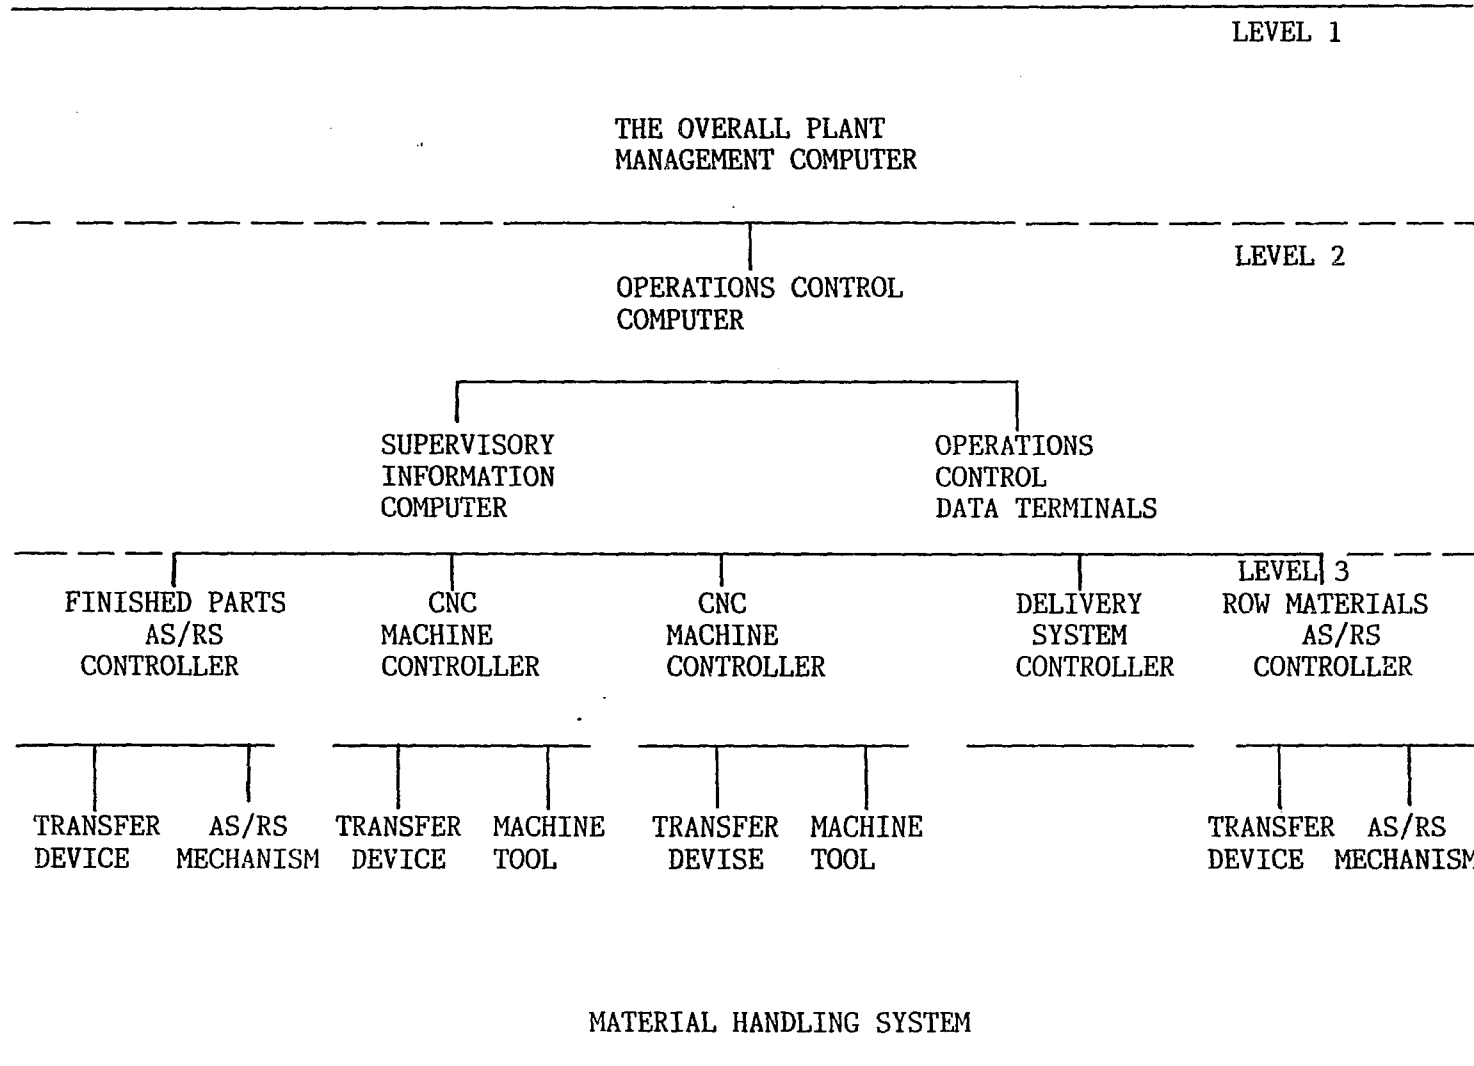 LEVEL 1
THE OVERALL PLANT
MANAGEMENT COMPUTER
LEVEL 2
OPERATIONS CONTROL
COMPUTER
SUPERVISORY
INFORMATION
COMPUTER
OPERATIONS
CONTROL
DATA TERMINALS
LEVEL 3
FINISHED PARTS
AS/RS
CONTROLLER
CNC
MACHINE
CONTROLLER
CNC
MACHINE
CONTROLLER
DELIVERY
SYSTEM
CONTROLLER
ROW MATERIALS
AS/RS
CONTROLLER
TRANSFER
DEVICE
AS/RS
MECHANISM
TRANSFER
DEVICE
MACHINE
TOOL
TRANSFER
DEVISE
MACHINE
TOOL
TRANSFER
DEVICE
AS/RS
MECHANISM
MATERIAL HANDLING SYSTEM